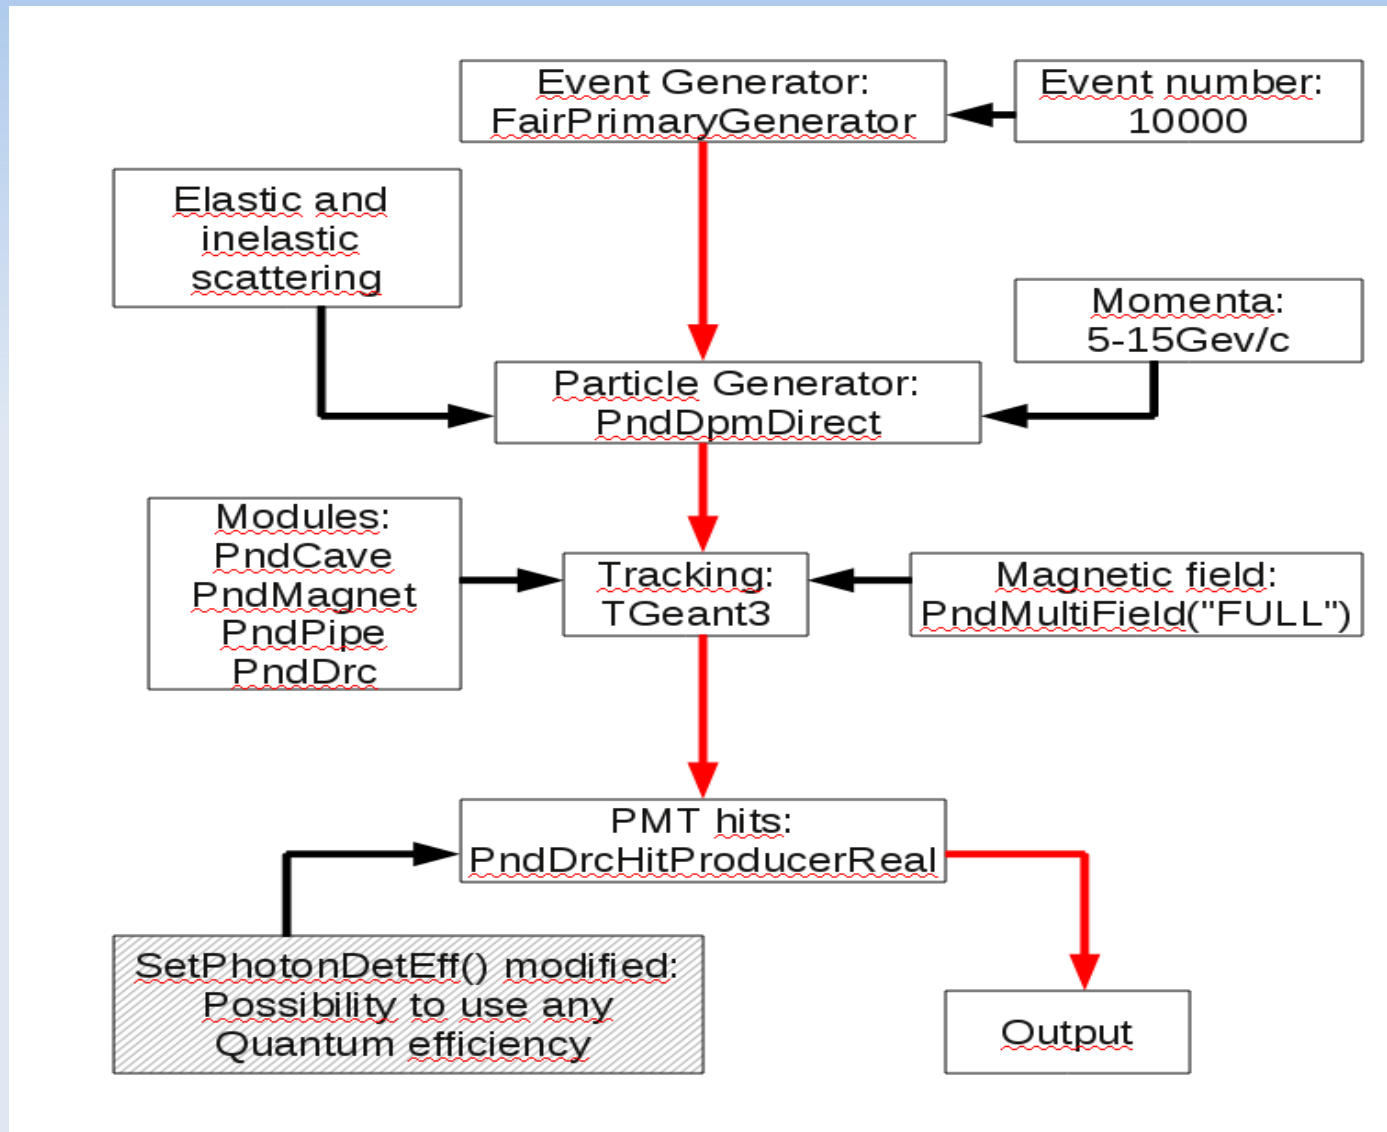 Event Generator:
FairPrimaryGenerator
Event number:
10000
Elastic and
inelastic
scattering
Momenta:
5-15Gev/c
Particle Generator:
PndDpmDirect
Modules:
PndCave
PndMagnet
PndPipe
PndDrc
Tracking:
TGeant3
Magnetic field:
PndMultiField("FULL")
PMT hits:
PndDrcHitProducerReal
SetPhotonDetEff() modified:
Possibility to use any
Quantum efficiency
Output